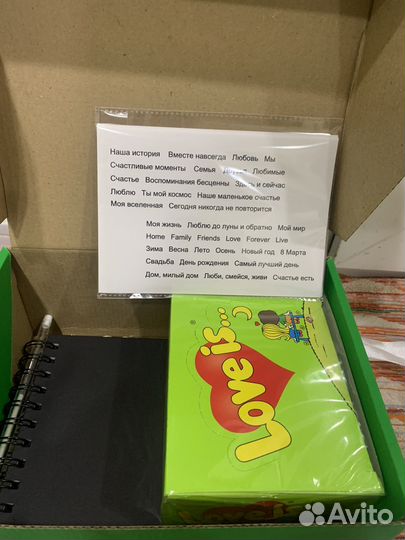 Наша история Вместе навсегда Любовь Мы
Счастливые моменты Семья Друзья Любимые
Счастье Воспоминания бесценны Здесь и сейчас
Люблю Ты мой космос Наше маленькое счастье
Моя вселенная Сегодня никогда не повторится
Моя жизнь Люблю до луны и обратно Мой мир
Home Family Friends Love Forever Live
Зима Весна Лето Осень Новый год 8 Марта
Свадьба День рождения Самый лучший день
Дом, милый дом Люби, смейся, живи Счастье есть
Love is...
Avito